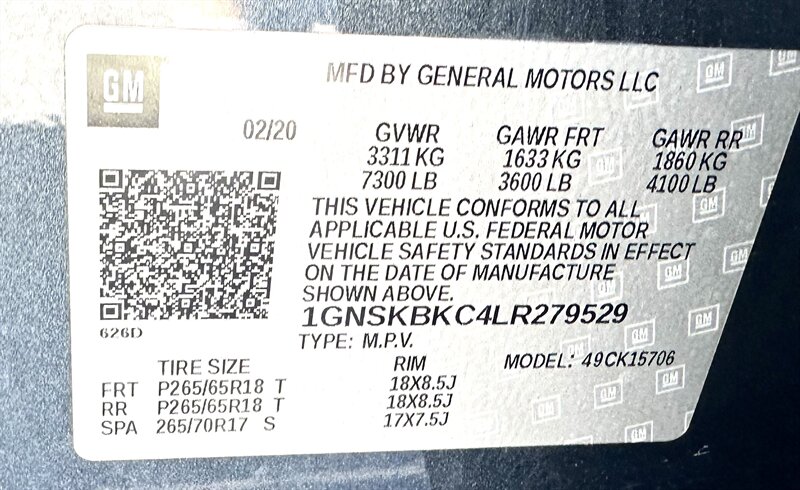 GM
MFD BY GENERAL MOTORS LLC
02/20
GVWR GAWR FRT GAWR RR
3311 KG 1633 KG 1860 KG
7300 LB 3600 LB 4100 LB
THIS VEHICLE CONFORMS TO ALL
APPLICABLE U.S. FEDERAL MOTOR
VEHICLE SAFETY STANDARDS IN EFFECT
ON THE DATE OF MANUFACTURE
SHOWN ABOVE.
1GNSKBKC4LR279529
626D
TYPE: M.P.V. MODEL: 49CK15706
TIRE SIZE RIM
FRT P265/65R18 T 18X8.5J
RR P265/65R18 T 18X8.5J
SPA 265/70R17 S 17X7.5J